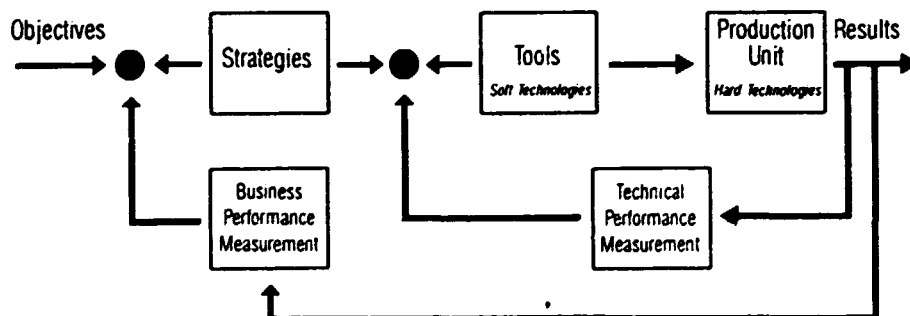 Objectives
Strategies
Tools
Soft Technologies
Production
Unit
Hard Technologies
Results
Business
Performance
Measurement
Technical
Performance
Measurement